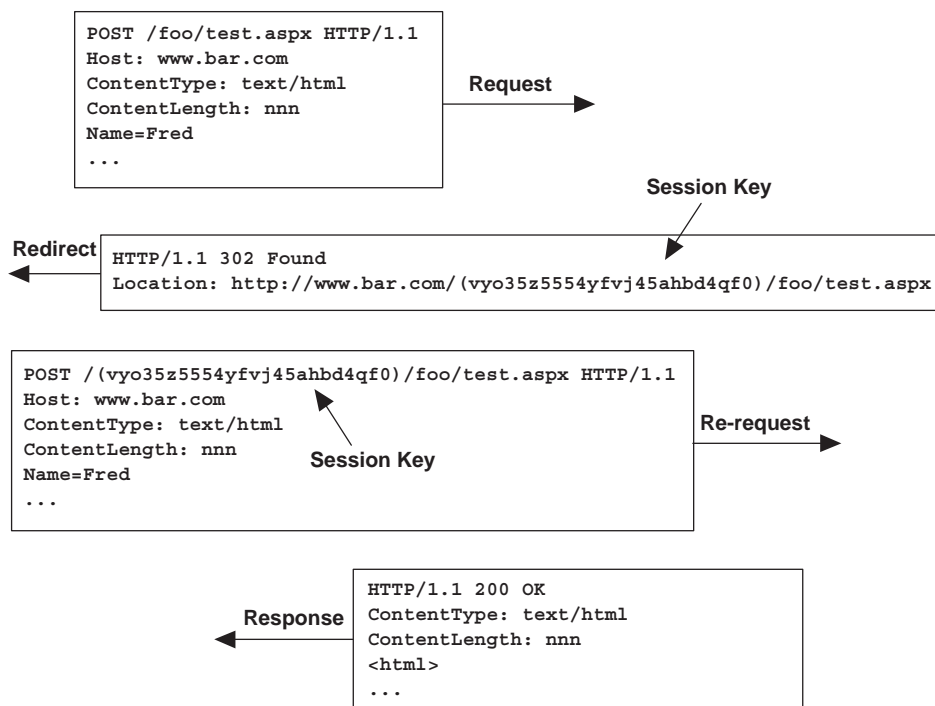 POST /foo/test.aspx HTTP/1.1
Host: www.bar.com
ContentType: text/html
ContentLength: nnn
Name=Fred
...
Request
Session Key
Redirect
HTTP/1.1 302 Found
Location: http://www.bar.com/(vyo35z5554yfvj45ahbd4qf0)/foo/test.aspx
POST /(vyo35z5554yfvj45ahbd4qf0)/foo/test.aspx HTTP/1.1
Host: www.bar.com
ContentType: text/html
ContentLength: nnn
Name=Fred
...
Session Key
Re-request
HTTP/1.1 200 OK
ContentType: text/html
ContentLength: nnn
<html>
...
Response